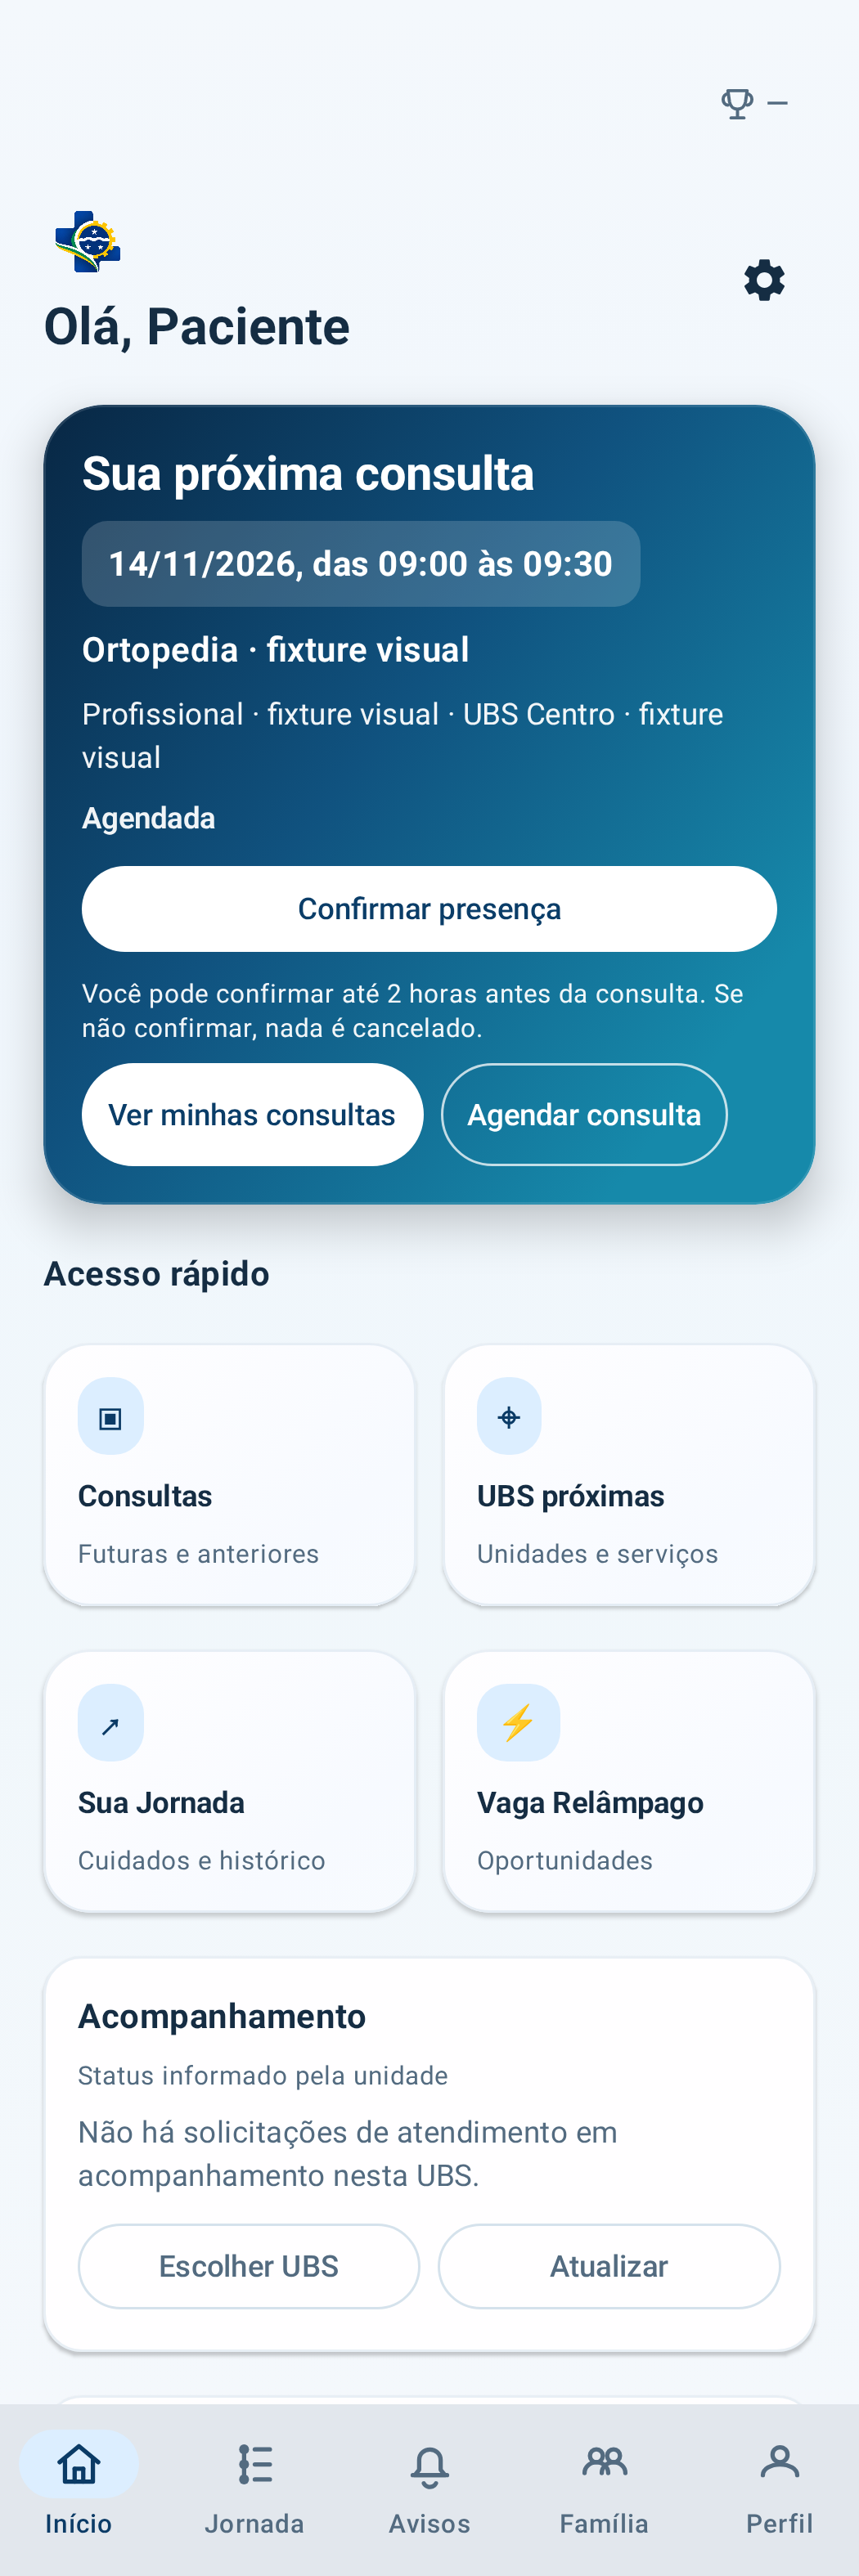 Olá, Paciente
Sua próxima consulta
14/11/2026, das 09:00 às 09:30
Ortopedia · fixture visual
Profissional · fixture visual · UBS Centro · fixture
visual
Agendada
Confirmar presença
Você pode confirmar até 2 horas antes da consulta. Se
não confirmar, nada é cancelado.
Ver minhas consultas
Agendar consulta
Acesso rápido
Consultas
Futuras e anteriores
UBS próximas
Unidades e serviços
Sua Jornada
Cuidados e histórico
Vaga Relâmpago
Oportunidades
Acompanhamento
Status informado pela unidade
Não há solicitações de atendimento em
acompanhamento nesta UBS.
Escolher UBS
Atualizar
Início
Jornada
Avisos
Família
Perfil